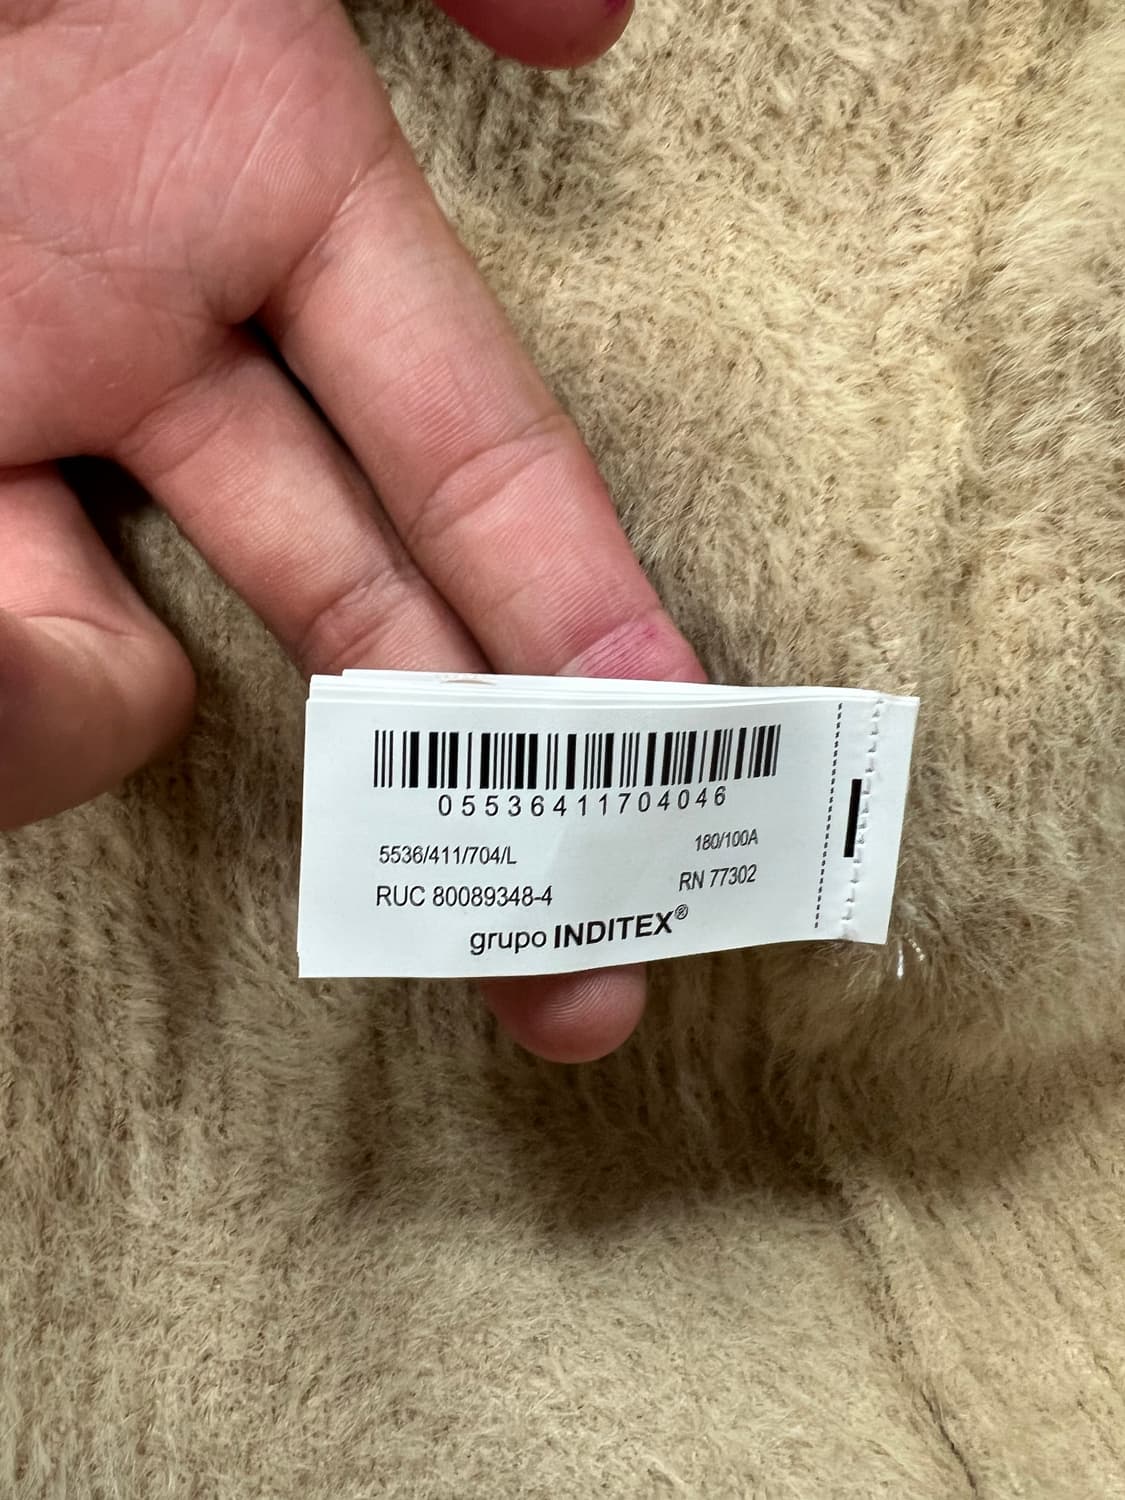 05536411704046
5536/411/704/L
180/100A
RUC 80089348-4
RN 77302
grupo INDITEX®